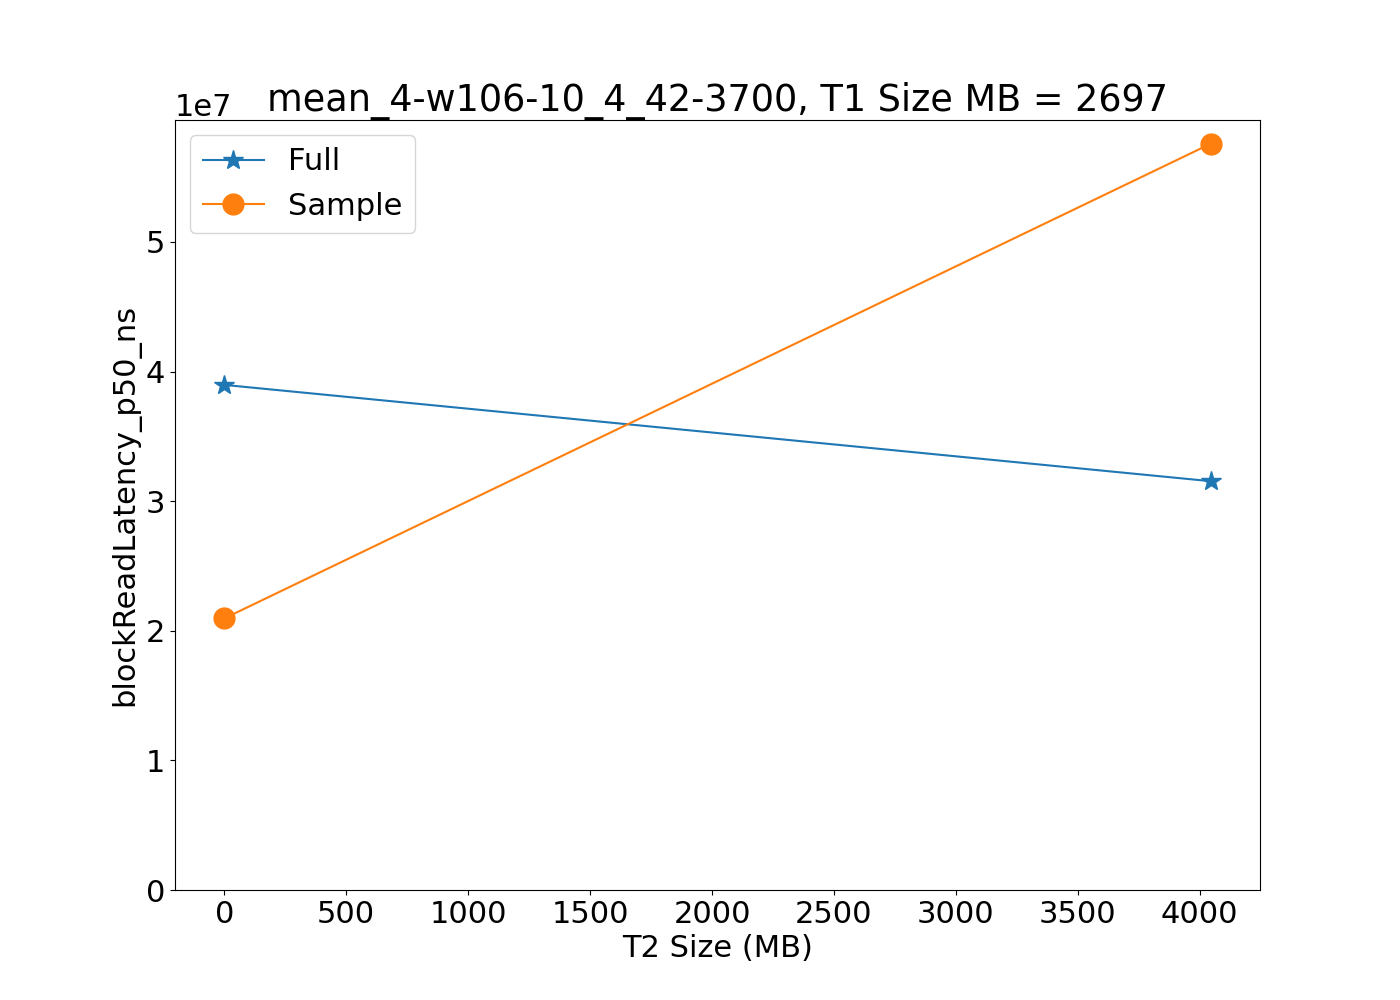 1e7
mean_4-w106-10_4_42-3700, T1 Size MB = 2697
Full
Sample
5
4
3
2
1
0
blockReadLatency_p50_ns
0 500 1000 1500 2000 2500 3000 3500 4000
T2 Size (MB)